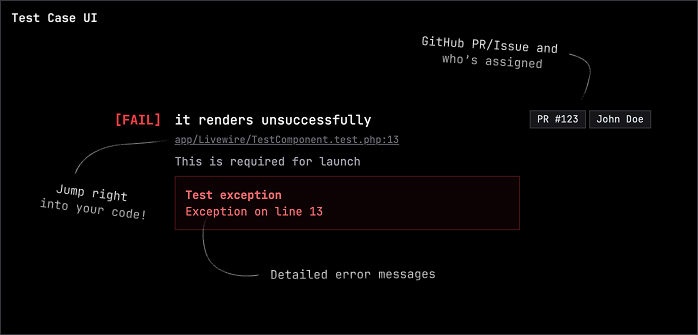 Test Case UI
GitHub PR/Issue and
who's assigned
[FAIL] it renders unsuccessfully
PR #123 John Doe
app/Livewire/TestComponent.test.php:13
This is required for launch
Jump right
into your code!
Test exception
Exception on line 13
Detailed error messages